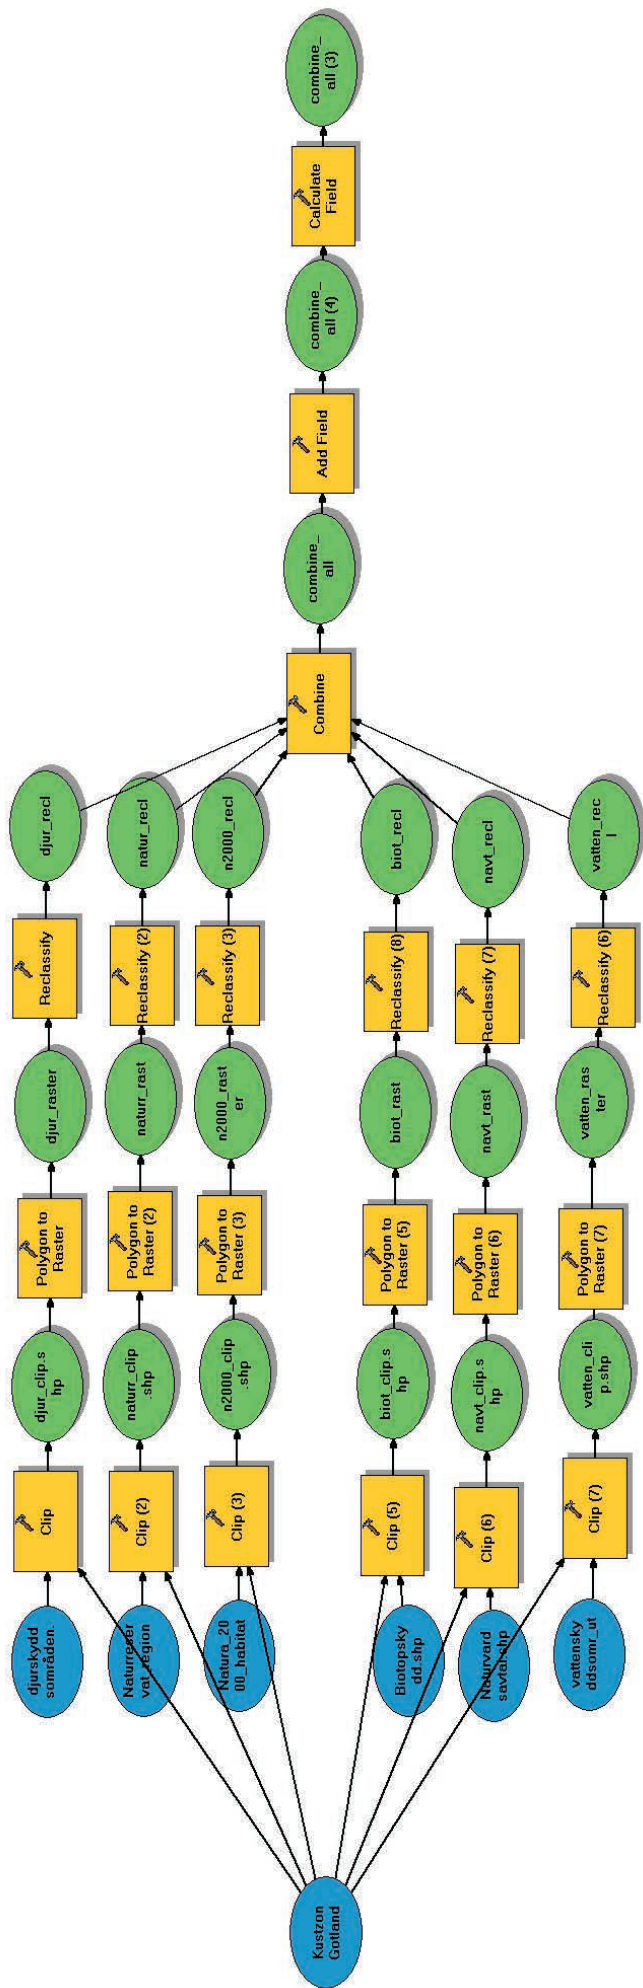 Kustzon
Gotland
djurskydd
sområden:
Clip
djur_clip.s
hp
Polygon to
Raster
djur_raster
Reclassify
djur_recl
Naturreser
vat_region
Clip (2)
naturr_clip
.shp
Polygon to
Raster (2)
naturr_rast
Reclassify (2)
natur_recl
Natura_20
00_habitat
Clip (3)
n2000_clip
.shp
Polygon to
Raster (3)
n2000_rast
er
Reclassify (3)
n2000_recl
Biotopsky
dd.shp
Clip (5)
biot_clip.s
hp
Polygon to
Raster (5)
biot_rast
Reclassify (8)
biot_recl
Naturvard
savtal.shp
Clip (6)
navt_clip.s
hp
Polygon to
Raster (6)
navt_rast
Reclassify (7)
navt_recl
vattensky
ddsomr_ut
Clip (7)
vatten_cli
p.shp
Polygon to
Raster (7)
vatten_ras
ter
Reclassify (6)
vatten_rec
l
Combine
combine_
all
Add Field
combine_
all (4)
Calculate
Field
combine_
all (3)